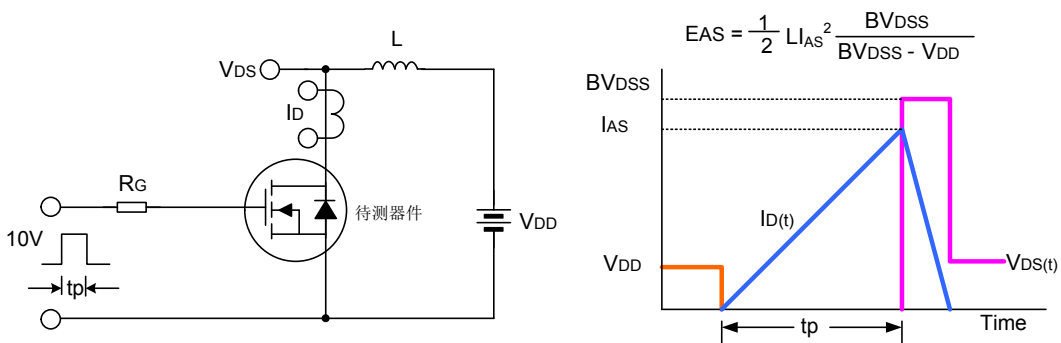 VDS
L
ID
RG
待测器件
10V
VDD
tp
EAS = 1/2 LIAS² BVDSS / BVDSS - VDD
BVDSS
IAS
ID(t)
VDD
VDS(t)
tp
Time